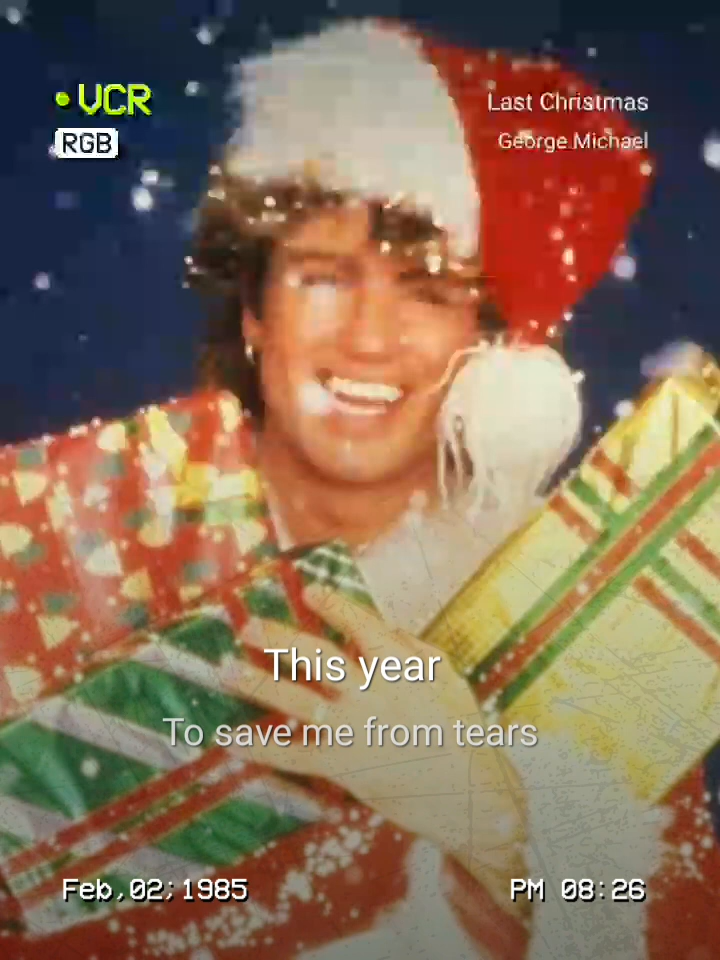 VCR
RGB
Last Christmas
George Michael
This year
To save me from tears
Feb,02;1985
PM 08:26